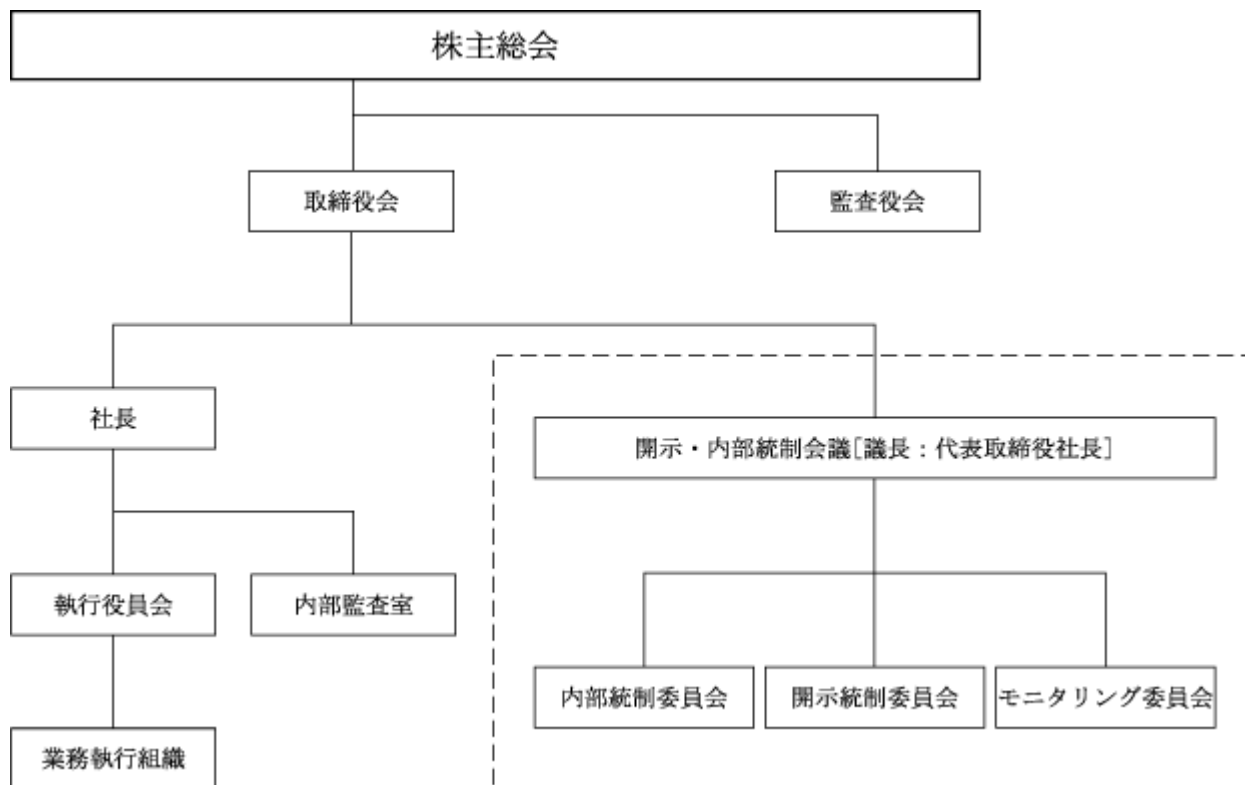 株主総会
取締役会
監査役会
社長
開示・内部統制会議[議長：代表取締役社長]
執行役員会
内部監査室
内部統制委員会
開示統制委員会
モニタリング委員会
業務執行組織